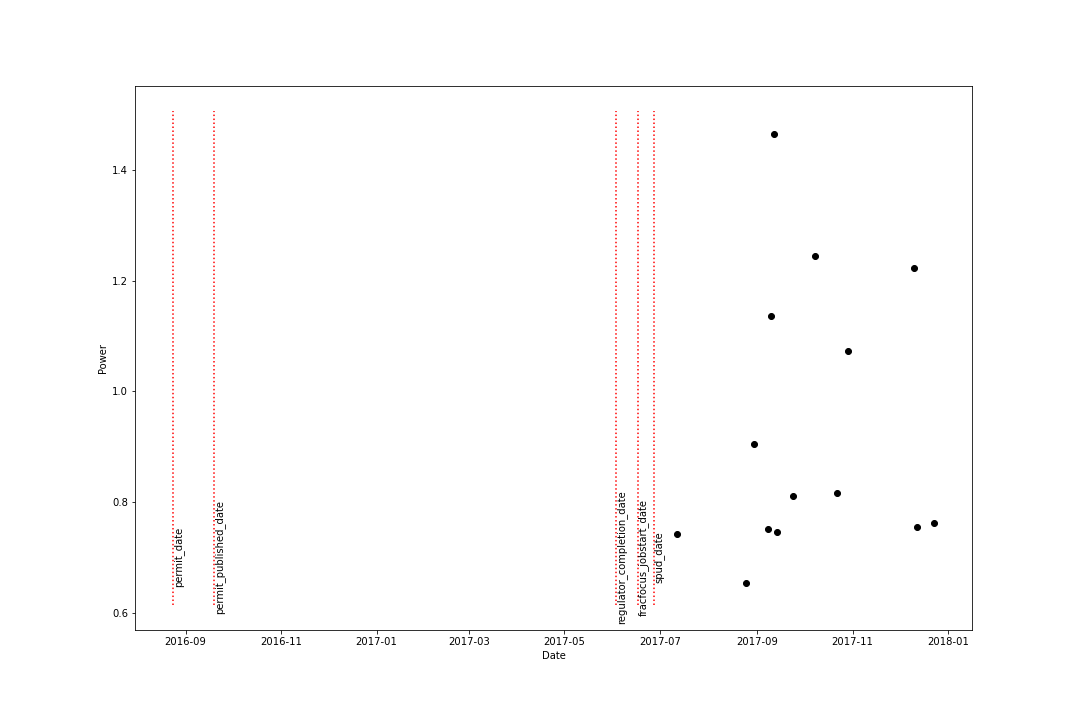 1.4
1.2
1.0
0.8
0.6
Power
permit_date
permit_published_date
regulator_completion_date
fracfocus_jobstart_date
spud_date
2016-09
2016-11
2017-01
2017-03
2017-05
2017-07
2017-09
2017-11
2018-01
Date